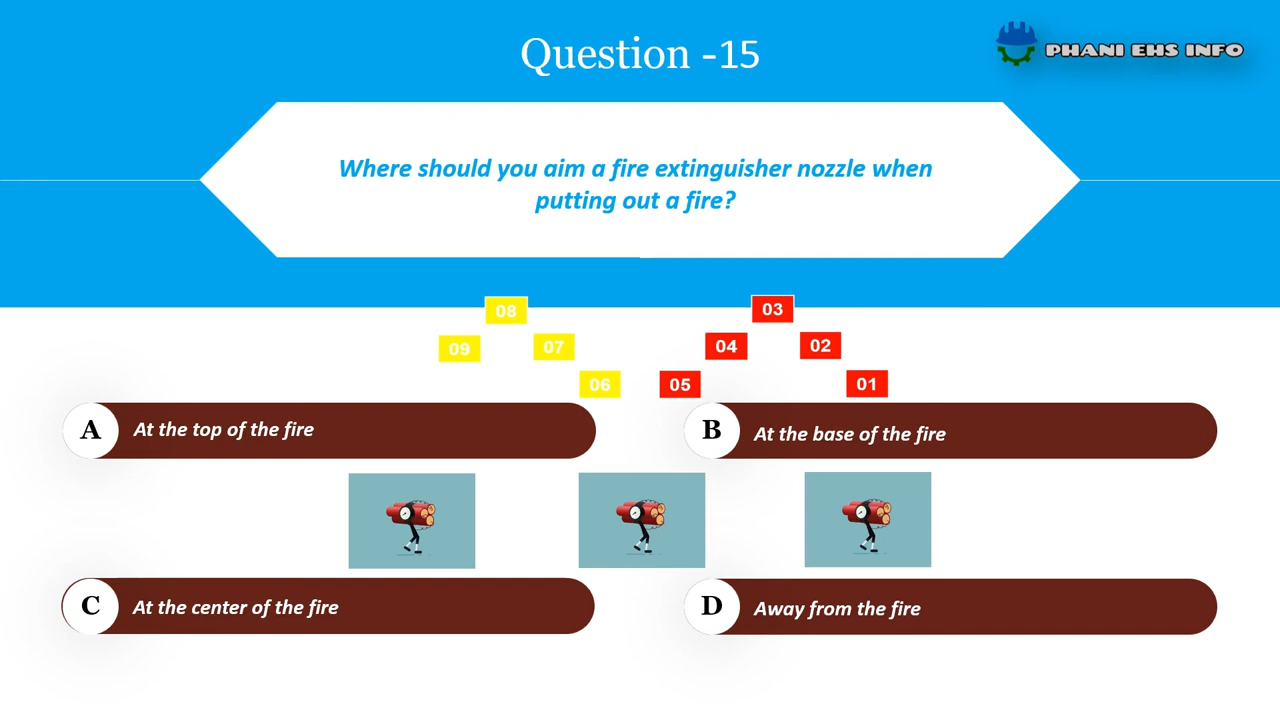 Question -15
PHANI EHS INFO
Where should you aim a fire extinguisher nozzle when
putting out a fire?
08
03
09
07
04
02
06
05
01
A
At the top of the fire
B
At the base of the fire
C
At the center of the fire
D
Away from the fire